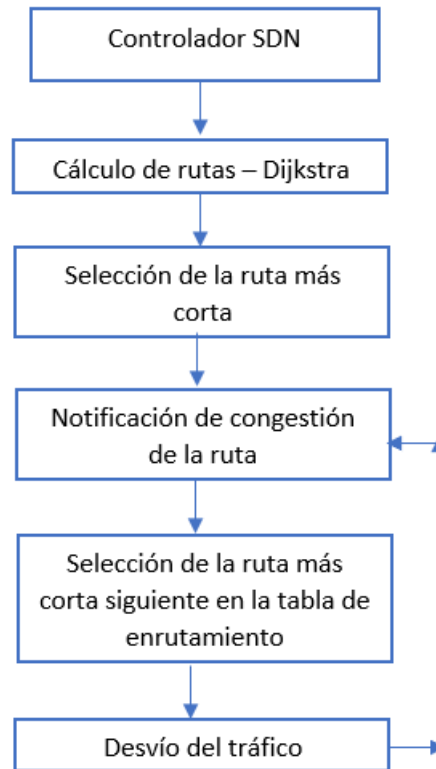 Controlador SDN
Cálculo de rutas – Dijkstra
Selección de la ruta más
corta
Notificación de congestión
de la ruta
Selección de la ruta más
corta siguiente en la tabla de
enrutamiento
Desvío del tráfico